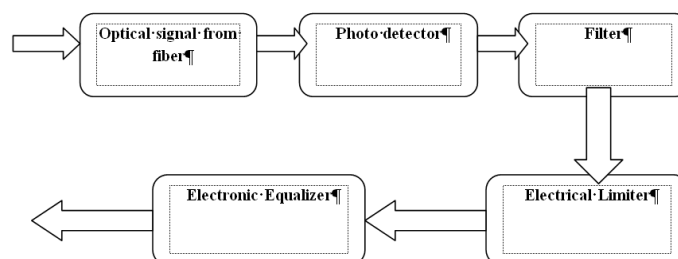 Optical·signal·from·
fiber¶
Photo·detector¶
Filter¶
Electrical·Limiter¶
Electronic·Equalizer¶